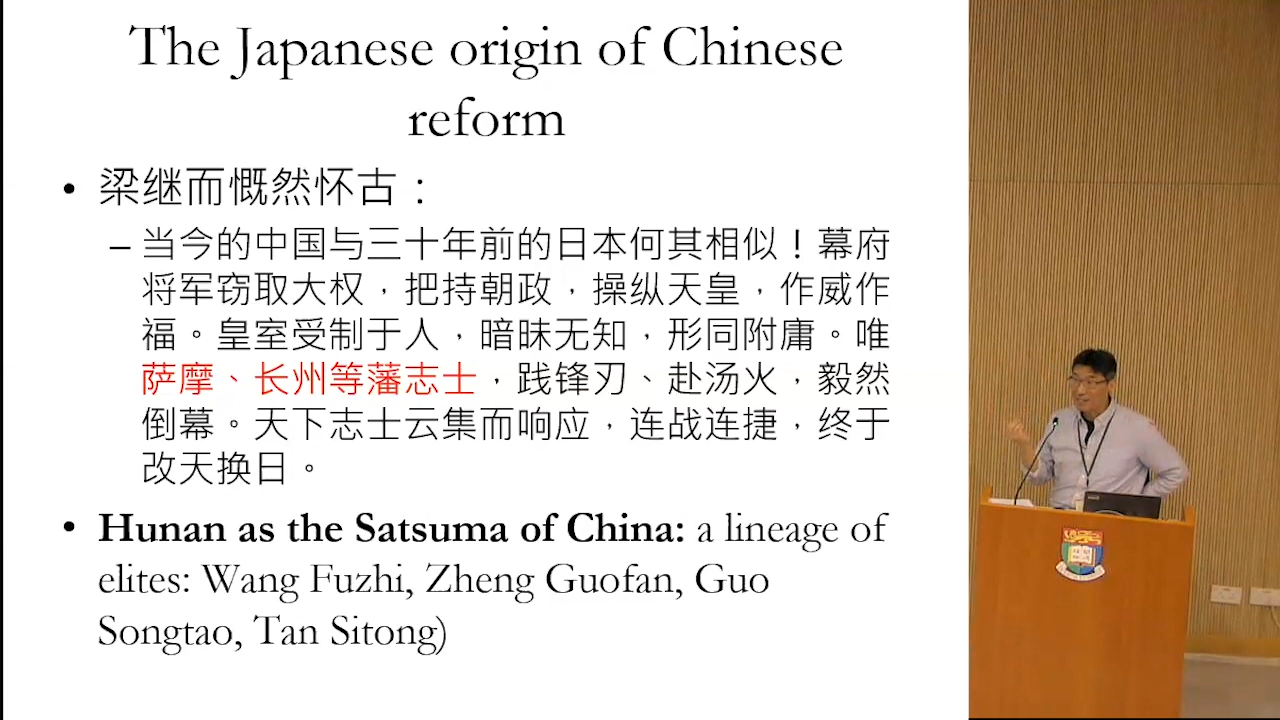 The Japanese origin of Chinese
reform
• 梁继而慨然怀古：
– 当今的中国与三十年前的日本何其相似！幕府
将军窃取大权，把持朝政，操纵天皇，作威作
福。皇室受制于人，暗昧无知，形同附庸。唯
萨摩、长州等藩志士，践锋刃、赴汤火，毅然
倒幕。天下志士云集而响应，连战连捷，终于
改天换日。
• Hunan as the Satsuma of China: a lineage of
elites: Wang Fuzhi, Zheng Guofan, Guo
Songtao, Tan Sitong)